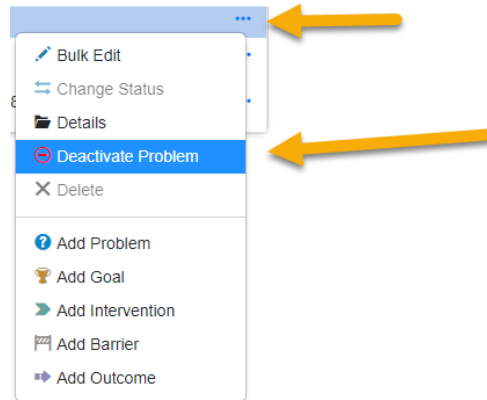 Bulk Edit
Change Status
Details
Deactivate Problem
Delete
Add Problem
Add Goal
Add Intervention
Add Barrier
Add Outcome